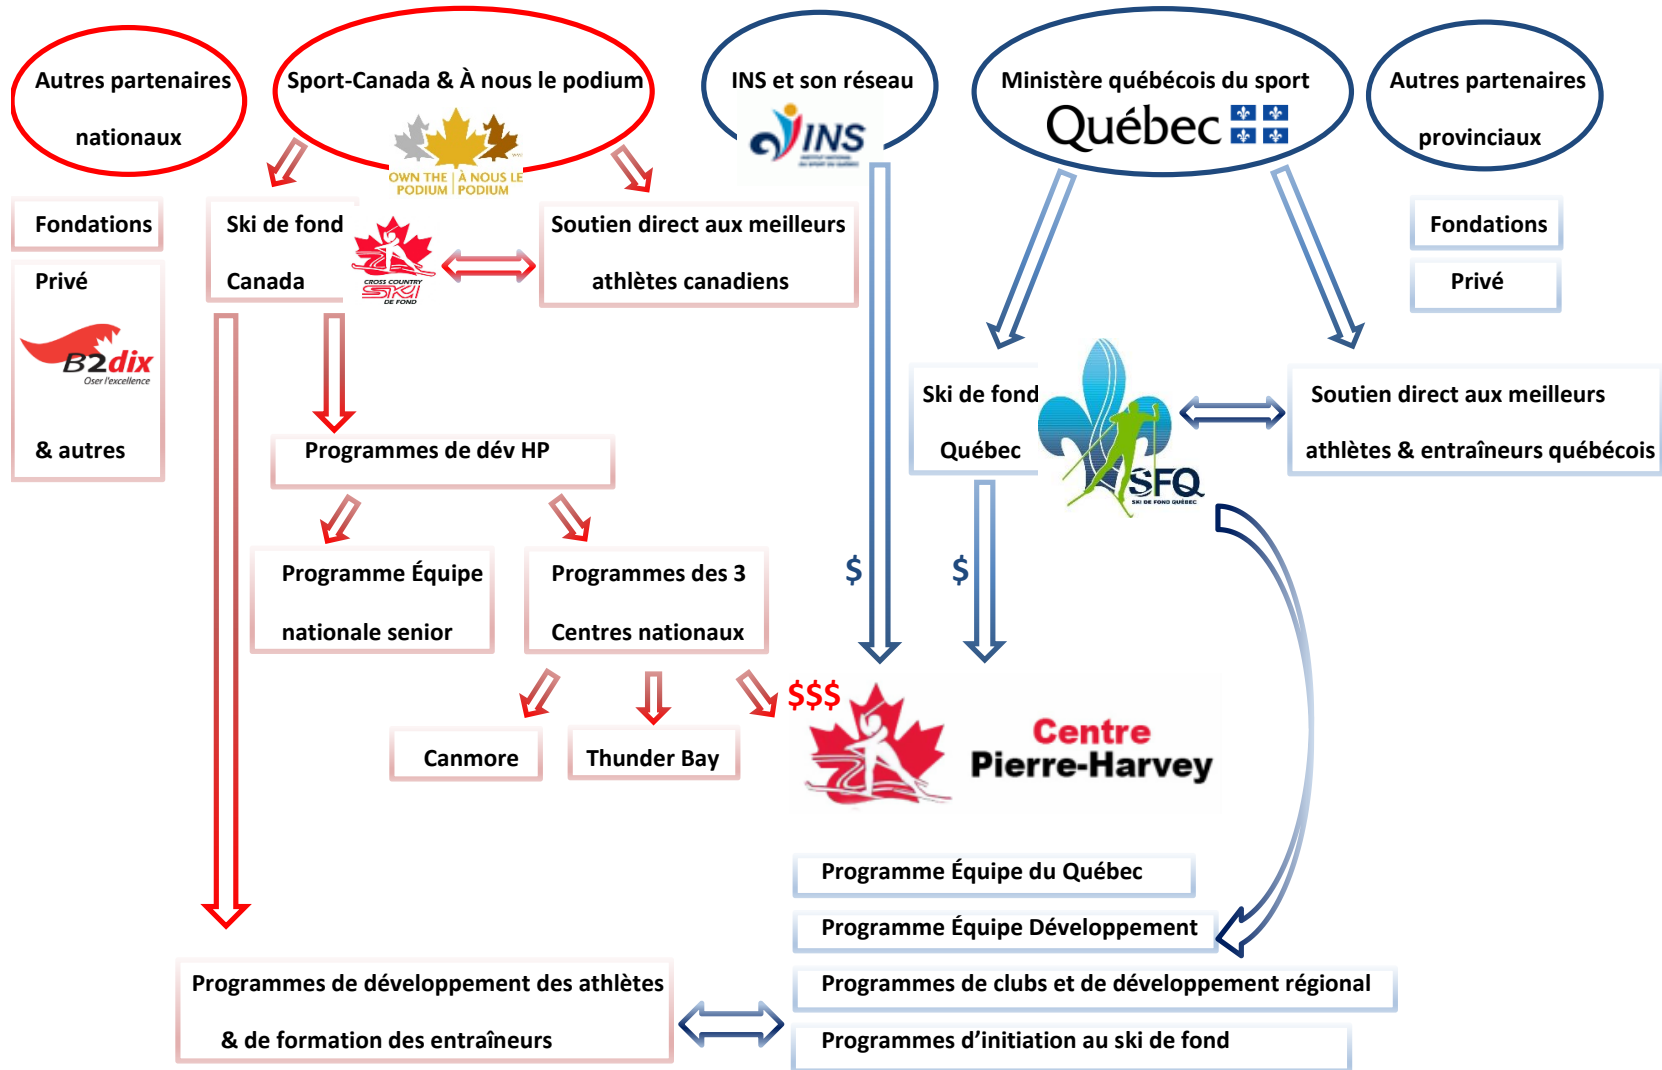 Autres partenaires
nationaux
Sport-Canada & À nous le podium
OWN THE | À NOUS LE
PODIUM | PODIUM
INS et son réseau
INS
INSTITUT NATIONAL
DU SPORT DU QUÉBEC
Ministère québécois du sport
Québec
Autres partenaires
provinciaux
Fondations
Privé
B2dix
Oser l'excellence
& autres
Ski de fond
Canada
CROSS COUNTRY
SKI
DE FOND
Soutien direct aux meilleurs
athlètes canadiens
Fondations
Privé
Ski de fond
Québec
SFQ
SKI DE FOND QUÉBEC
Soutien direct aux meilleurs
athlètes & entraîneurs québécois
Programmes de dév HP
Programme Équipe
nationale senior
Programmes des 3
Centres nationaux
$
$
$$$
Canmore
Thunder Bay
Centre
Pierre-Harvey
Programme Équipe du Québec
Programme Équipe Développement
Programmes de clubs et de développement régional
Programmes d’initiation au ski de fond
Programmes de développement des athlètes
& de formation des entraîneurs